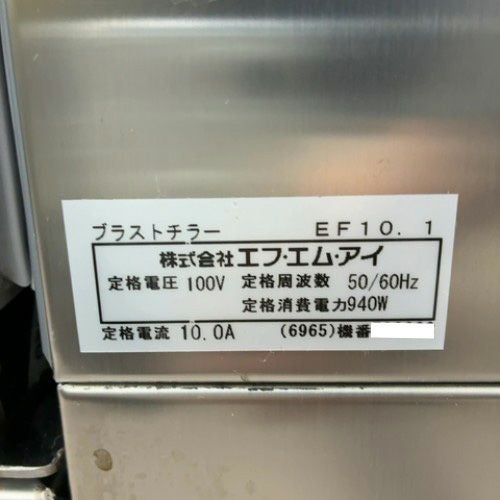 ブラストチラー EF10.1
株式会社エフ・エム・アイ
定格電圧 100V 定格周波数 50/60Hz
定格消費電力940W
定格電流 10.0A (6965)機番